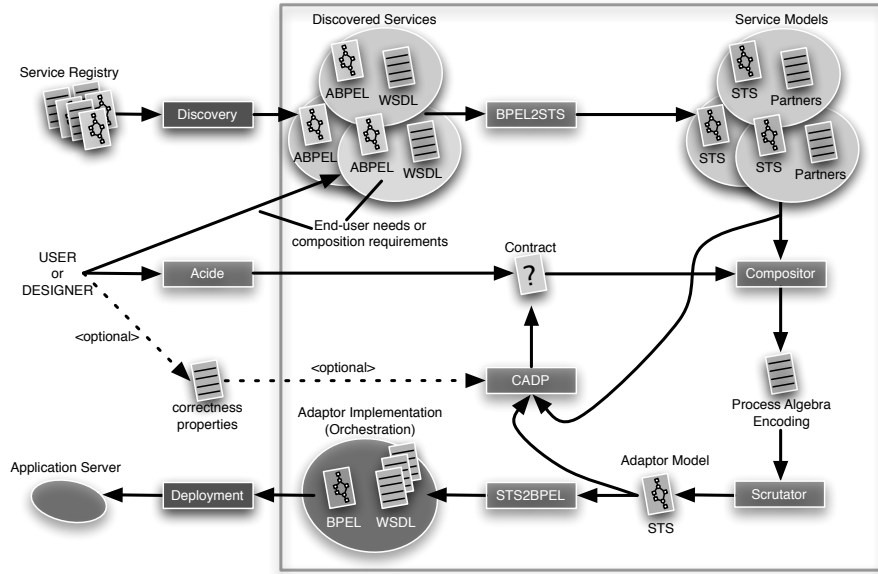 Discovered Services
Service Models
Service Registry
ABPEL
WSDL
STS
Partners
Discovery
BPEL2STS
ABPEL
ABPEL
WSDL
STS
STS
Partners
End-user needs or
composition requirements
USER
or
DESIGNER
Acide
Contract
?
Compositor
<optional>
<optional>
CADP
correctness
properties
Process Algebra
Encoding
Adaptor Implementation
(Orchestration)
Application Server
Deployment
BPEL
WSDL
STS2BPEL
Adaptor Model
STS
Scrutator